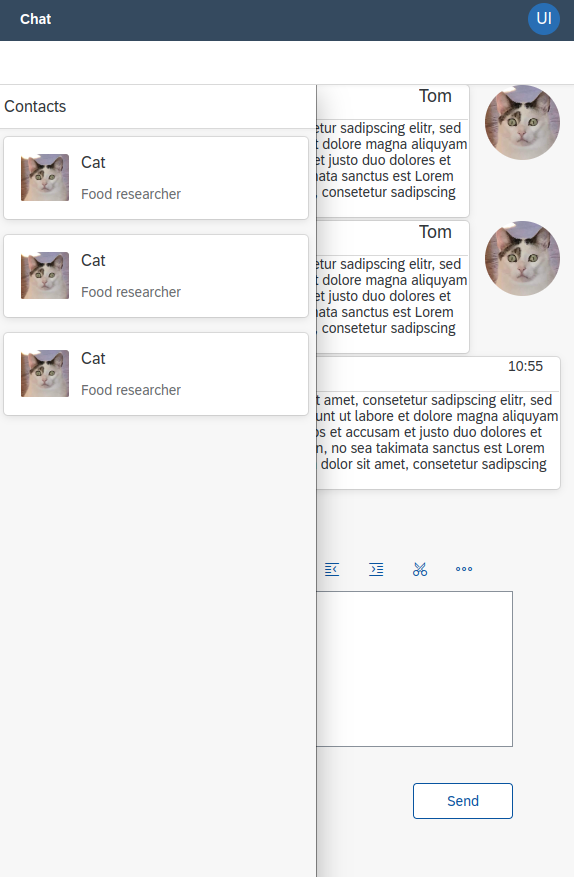 Chat
UI
Contacts
Cat
Food researcher
Cat
Food researcher
Cat
Food researcher
Tom
etur sadipscing elitr, sed
t dolore magna aliquyam
et justo duo dolores et
nata sanctus est Lorem
, consetetur sadipscing
Tom
etur sadipscing elitr, sed
t dolore magna aliquyam
et justo duo dolores et
nata sanctus est Lorem
, consetetur sadipscing
10:55
t amet, consetetur sadipscing elitr, sed
unt ut labore et dolore magna aliquyam
os et accusam et justo duo dolores et
n, no sea takimata sanctus est Lorem
dolor sit amet, consetetur sadipscing
Send